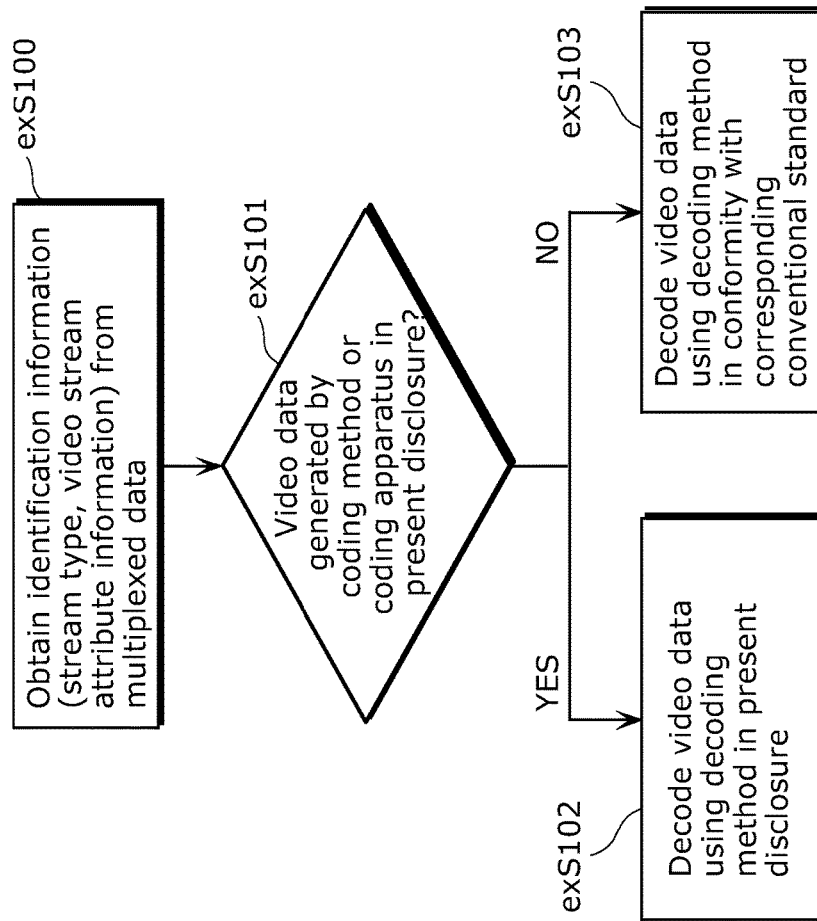 exS100
Obtain identification information
(stream type, video stream
attribute information) from
multiplexed data
exS101
Video data
generated by
coding method or
coding apparatus in
present disclosure?
YES
NO
exS102
Decode video data
using decoding
method in present
disclosure
exS103
Decode video data
using decoding method
in conformity with
corresponding
conventional standard